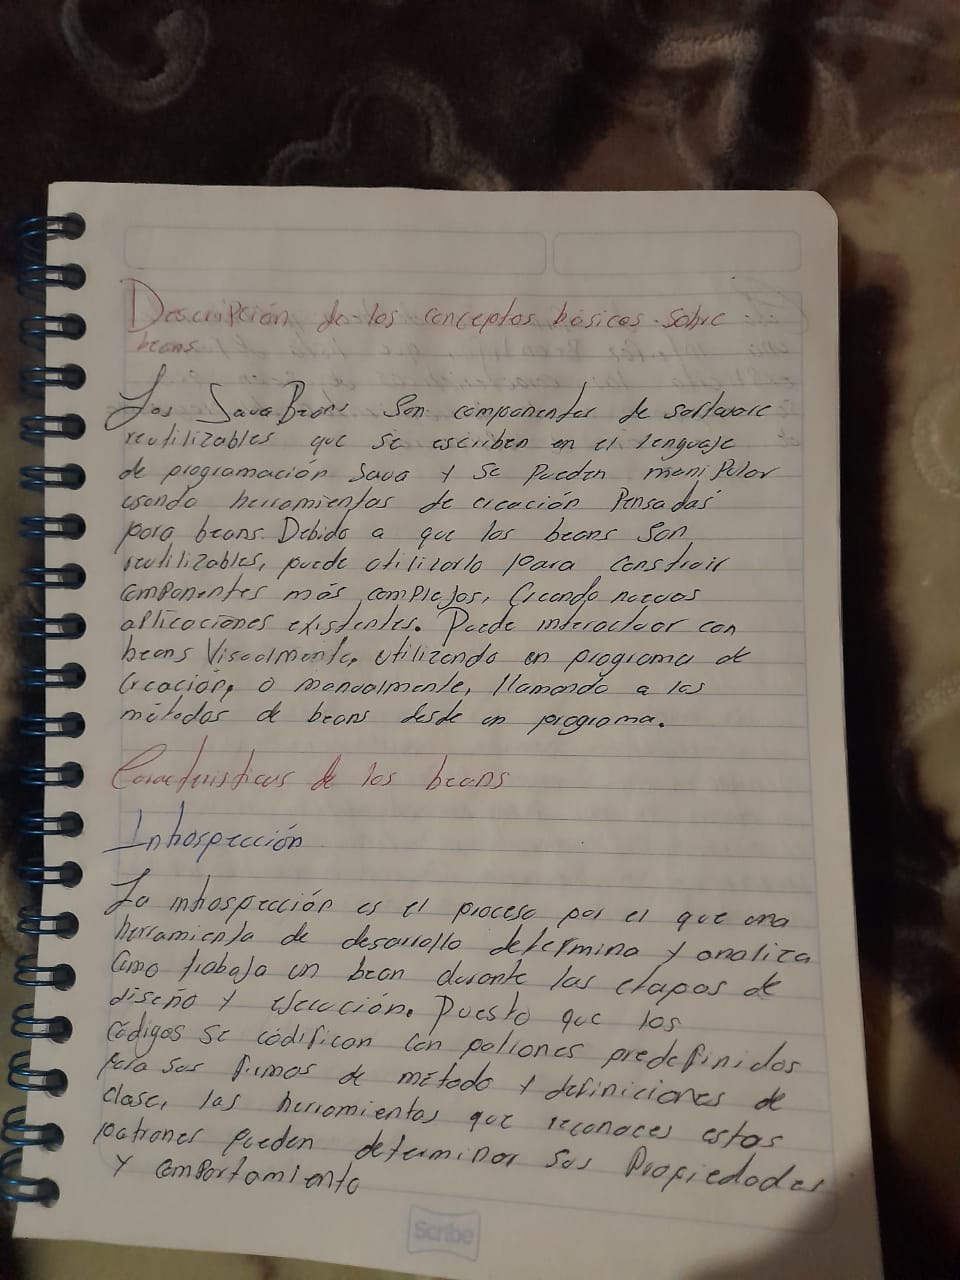 Descripción de los conceptos básicos sobre
beans
Los Java Beans Son componentes de software
reutilizables que se escriben en el lenguaje
de programación Java y se pueden manipular
usando herramientas de creación Pensadas
para beans. Debido a que los beans son
reutilizables, puede utilizarlo para construir
componentes más complejos, Creando nuevas
aplicaciones existentes. Puede interactuar con
beans Visualmente, utilizando un programa de
Creación, o manualmente, llamando a los
métodos de beans desde un programa.
Características de los beans
Introspección
La introspección es el proceso por el que una
herramienta de desarrollo determina y analiza
como trabaja un bean durante las etapas de
diseño y ejecución. Puesto que los
códigos se códifican con patrones predefinidos
para sus firmas de método y definiciones de
clase, las herramientas que reconoces estas
patrones pueden determinar sus Propiedades
y comportamiento
Scribe